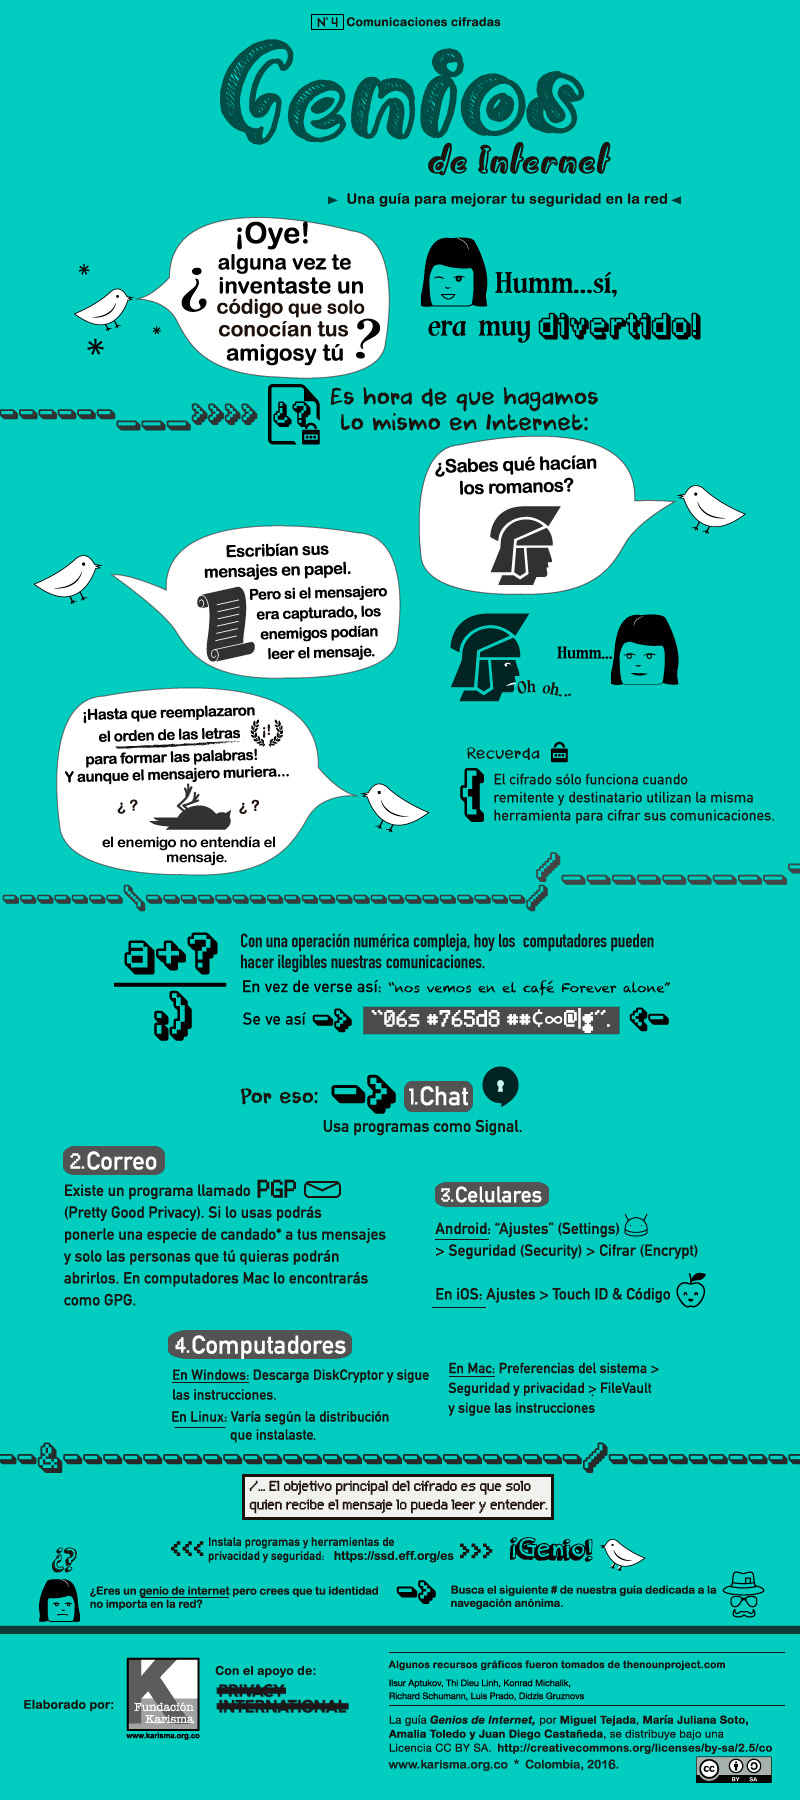 N°4 Comunicaciones cifradas
Genios
de Internet
Una guía para mejorar tu seguridad en la red
¡Oye!
¿ alguna vez te
inventaste un
código que solo
conocían tus
amigosy tú ?
Humm...sí,
era muy divertido!
¿?
Es hora de que hagamos
lo mismo en Internet:
¿Sabes qué hacían
los romanos?
Escribían sus
mensajes en papel.
Pero si el mensajero
era capturado, los
enemigos podían
leer el mensaje.
Humm...
Oh oh...
¡Hasta que reemplazaron
el orden de las letras
¡!
para formar las palabras!
Y aunque el mensajero muriera...
¿? ¿?
el enemigo no entendía el
mensaje.
Recuerda
{ El cifrado sólo funciona cuando
remitente y destinatario utilizan la misma
herramienta para cifrar sus comunicaciones.
a+?
;)
Con una operación numérica compleja, hoy los computadores pueden
hacer ilegibles nuestras comunicaciones.
En vez de verse así: "nos vemos en el café Forever alone"
Se ve así "06s #765d8 ##¢∞@|g".
Por eso: 1.Chat
Usa programas como Signal.
2.Correo
Existe un programa llamado PGP
(Pretty Good Privacy). Si lo usas podrás
ponerle una especie de candado* a tus mensajes
y solo las personas que tú quieras podrán
abrirlos. En computadores Mac lo encontrarás
como GPG.
3.Celulares
Android: "Ajustes" (Settings)
> Seguridad (Security) > Cifrar (Encrypt)
En iOS: Ajustes > Touch ID & Código
4.Computadores
En Windows: Descarga DiskCryptor y sigue
las instrucciones.
En Linux: Varía según la distribución
que instalaste.
En Mac: Preferencias del sistema >
Seguridad y privacidad > FileVault
y sigue las instrucciones
&
/... El objetivo principal del cifrado es que solo
quien recibe el mensaje lo pueda leer y entender.
<<< Instala programas y herramientas de
privacidad y seguridad: https://ssd.eff.org/es >>>
¡Genio!
¿?
¿Eres un genio de internet pero crees que tu identidad
no importa en la red?
Busca el siguiente # de nuestra guía dedicada a la
navegación anónima.
Elaborado por:
K
Fundación
Karisma
www.karisma.org.co
Con el apoyo de:
PRIVACY
INTERNATIONAL
Algunos recursos gráficos fueron tomados de thenounproject.com
Ilsur Aptukov, Thi Dieu Linh, Konrad Michalik,
Richard Schumann, Luis Prado, Didzis Gruznovs
La guía Genios de Internet, por Miguel Tejada, María Juliana Soto,
Amalia Toledo y Juan Diego Castañeda, se distribuye bajo una
Licencia CC BY SA. http://creativecommons.org/licenses/by-sa/2.5/co
www.karisma.org.co * Colombia, 2016.
cc
BY SA